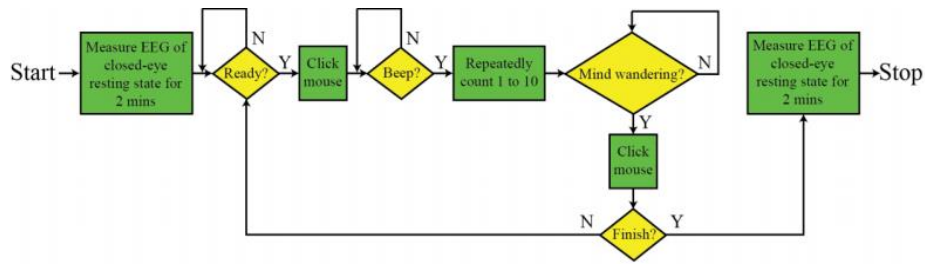 Start
Measure EEG of
closed-eye
resting state for
2 mins
N
Ready?
Y
Click
mouse
N
Beep?
Y
Repeatedly
count 1 to 10
Mind wandering?
N
Y
Click
mouse
N
Finish?
Y
Measure EEG of
closed-eye
resting state for
2 mins
Stop